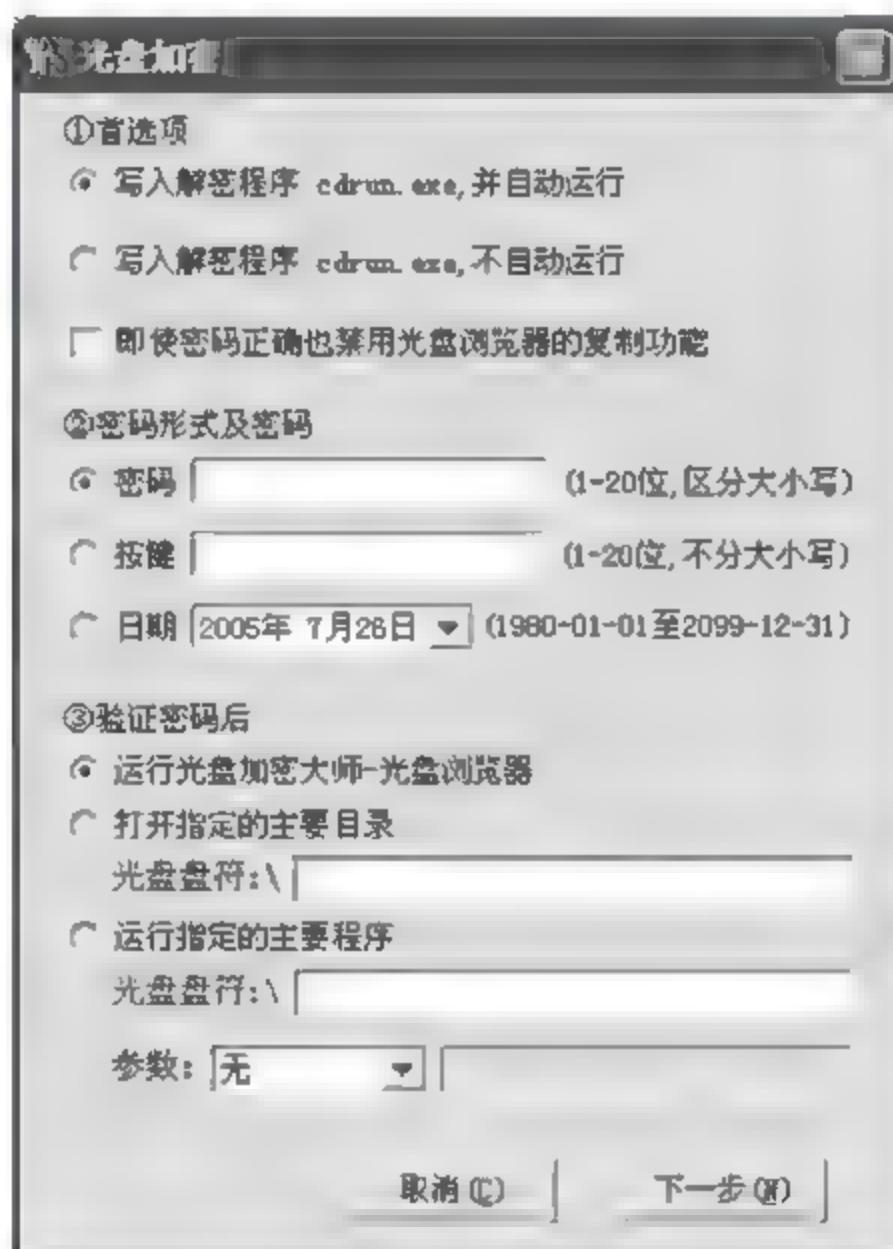 光盘加密
①首选项
写入解密程序 cdrun.exe,并自动运行
写入解密程序 cdrun.exe,不自动运行
即使密码正确也禁用光盘浏览器的复制功能
②密码形式及密码
密码 (1-20位,区分大小写)
按键 (1-20位,不分大小写)
日期 2005年 7月26日 (1980-01-01至2099-12-31)
③验证密码后
运行光盘加密大师-光盘浏览器
打开指定的主要目录
光盘盘符:\
运行指定的主要程序
光盘盘符:\
参数: 无
取消(C) 下一步(N)